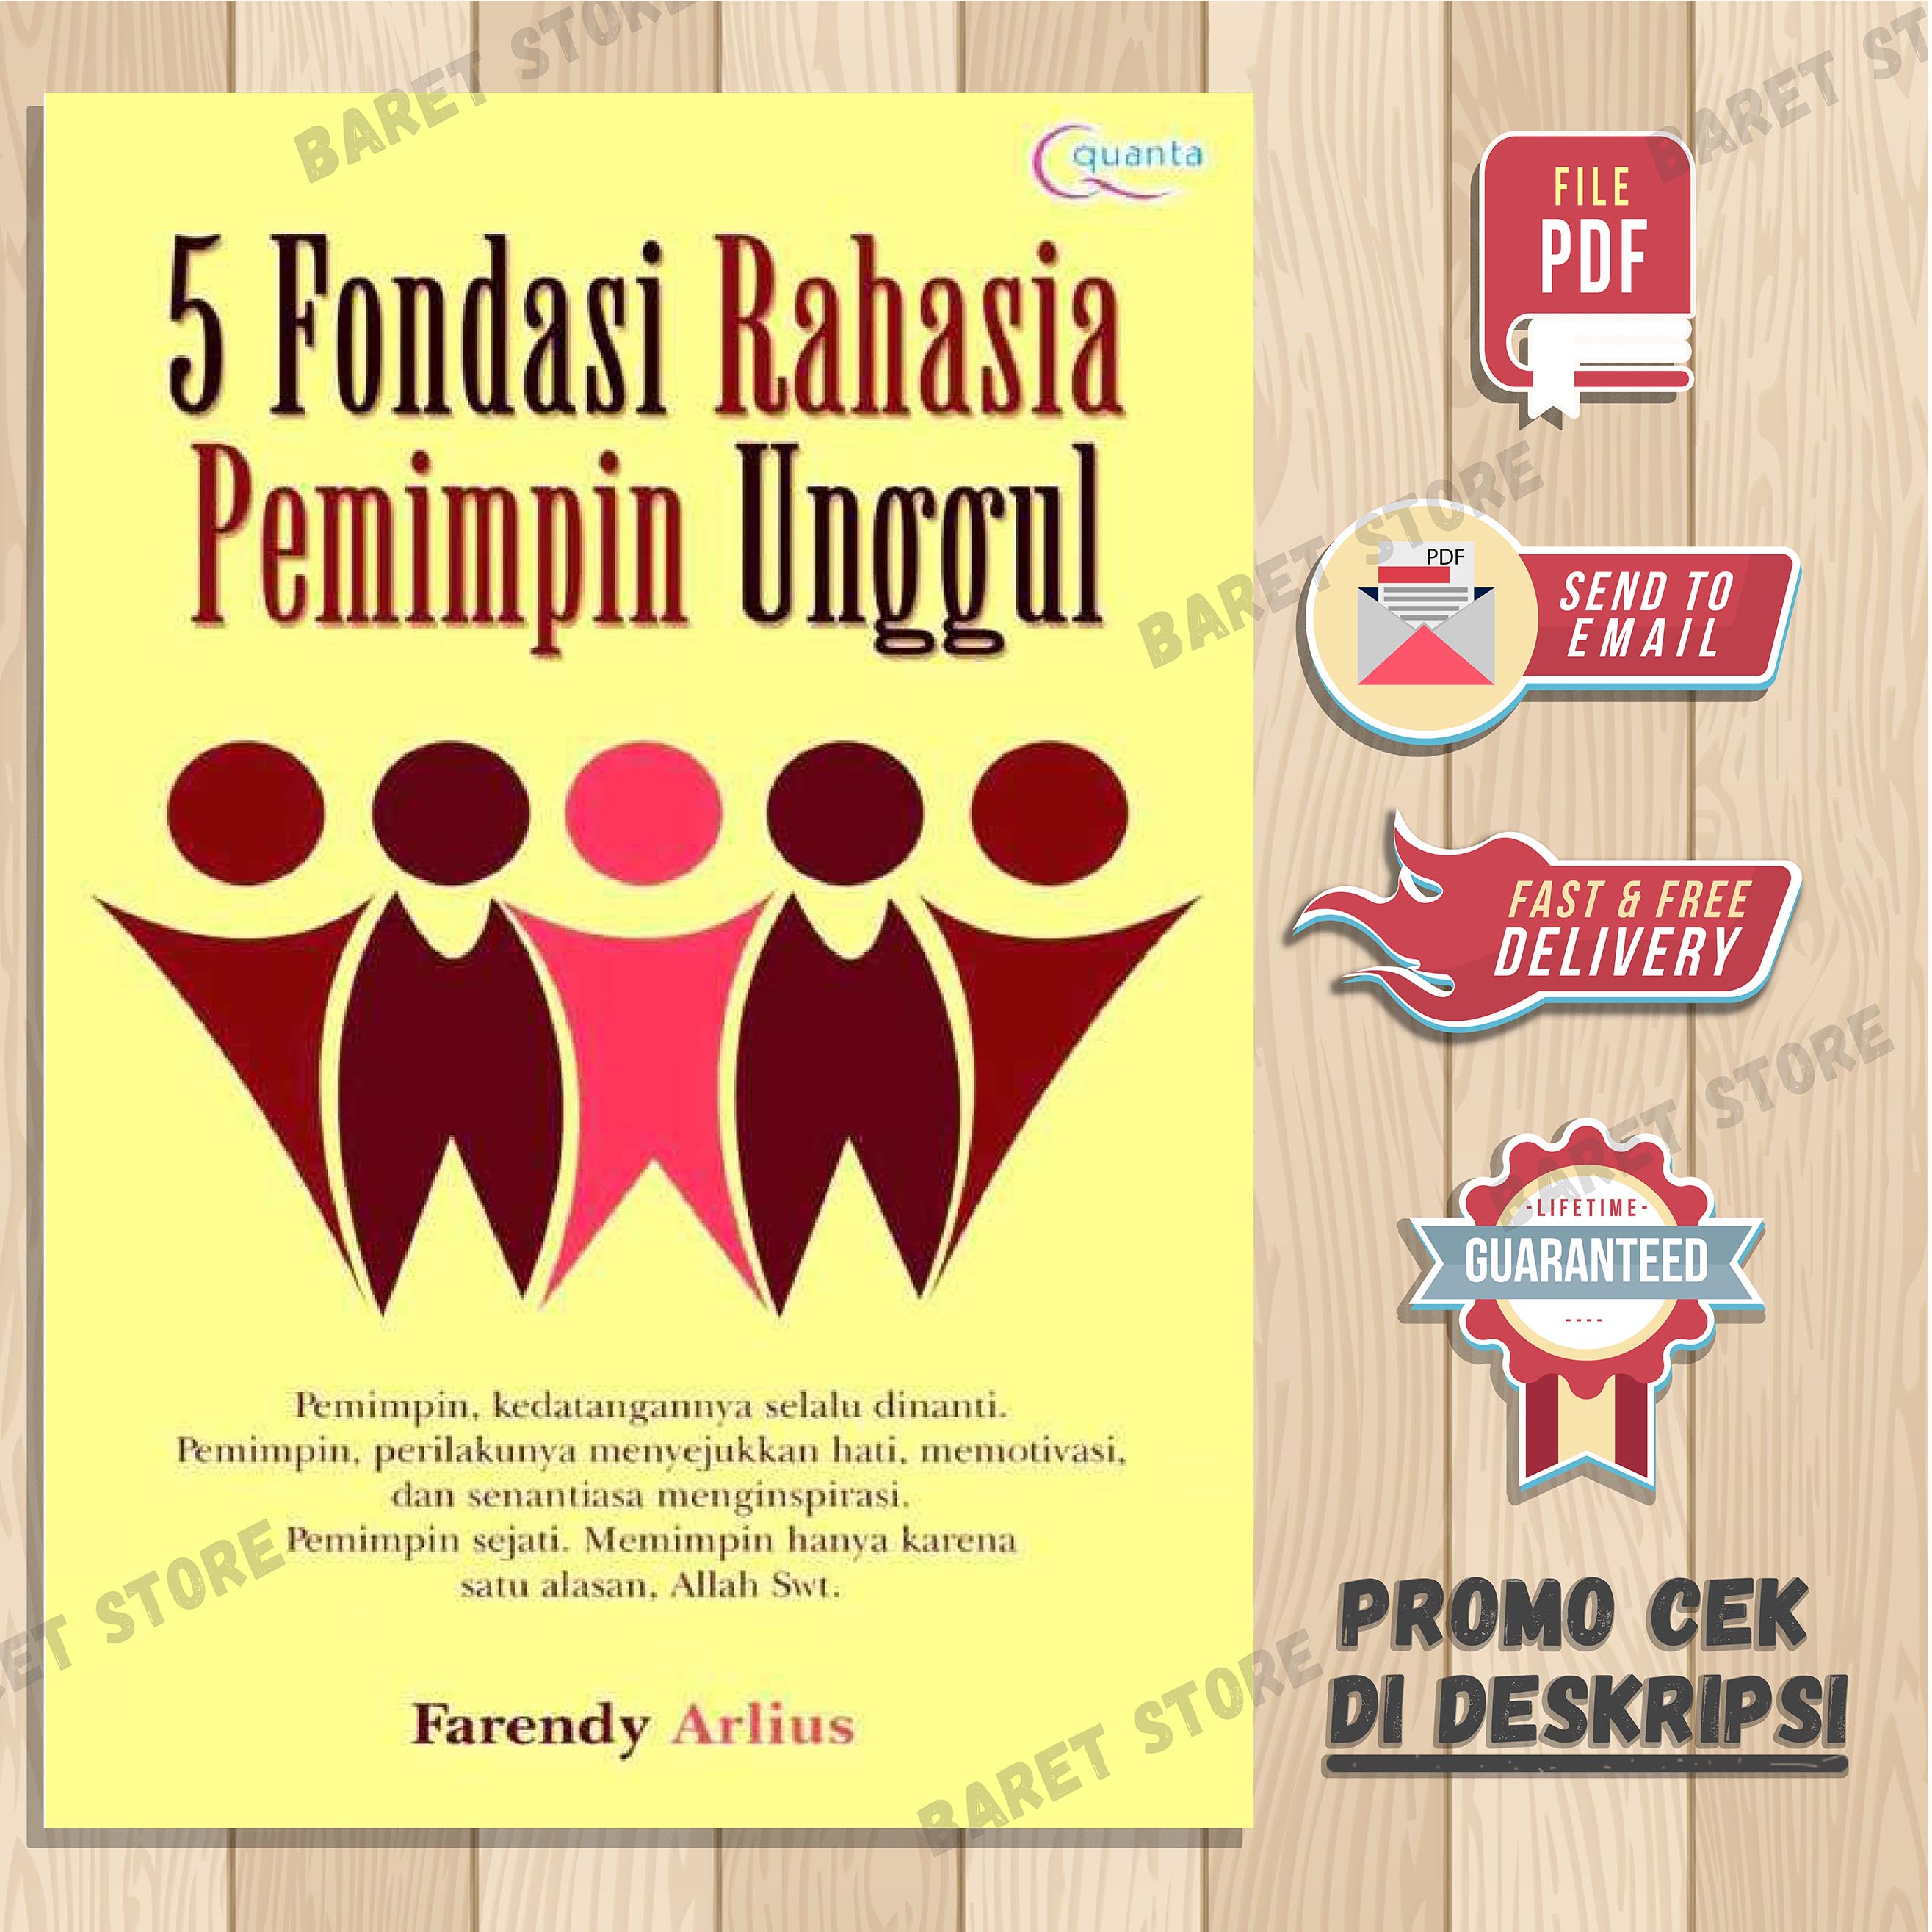 quanta
5 Fondasi Rahasia
Pemimpin Unggul
Pemimpin, kedatangannya selalu dinanti.
Pemimpin, perilakunya menyejukkan hati, memotivasi,
dan senantiasa menginspirasi.
Pemimpin sejati. Memimpin hanya karena
satu alasan, Allah Swt.
Farendy Arlius
FILE
PDF
PDF
SEND TO
EMAIL
FAST & FREE
DELIVERY
-LIFETIME-
GUARANTEED
----
PROMO CEK
DI DESKRIPSI
BARET STORE
BARET ST
BARET STORE
BARET STORE
ET STORE
BARET STORE